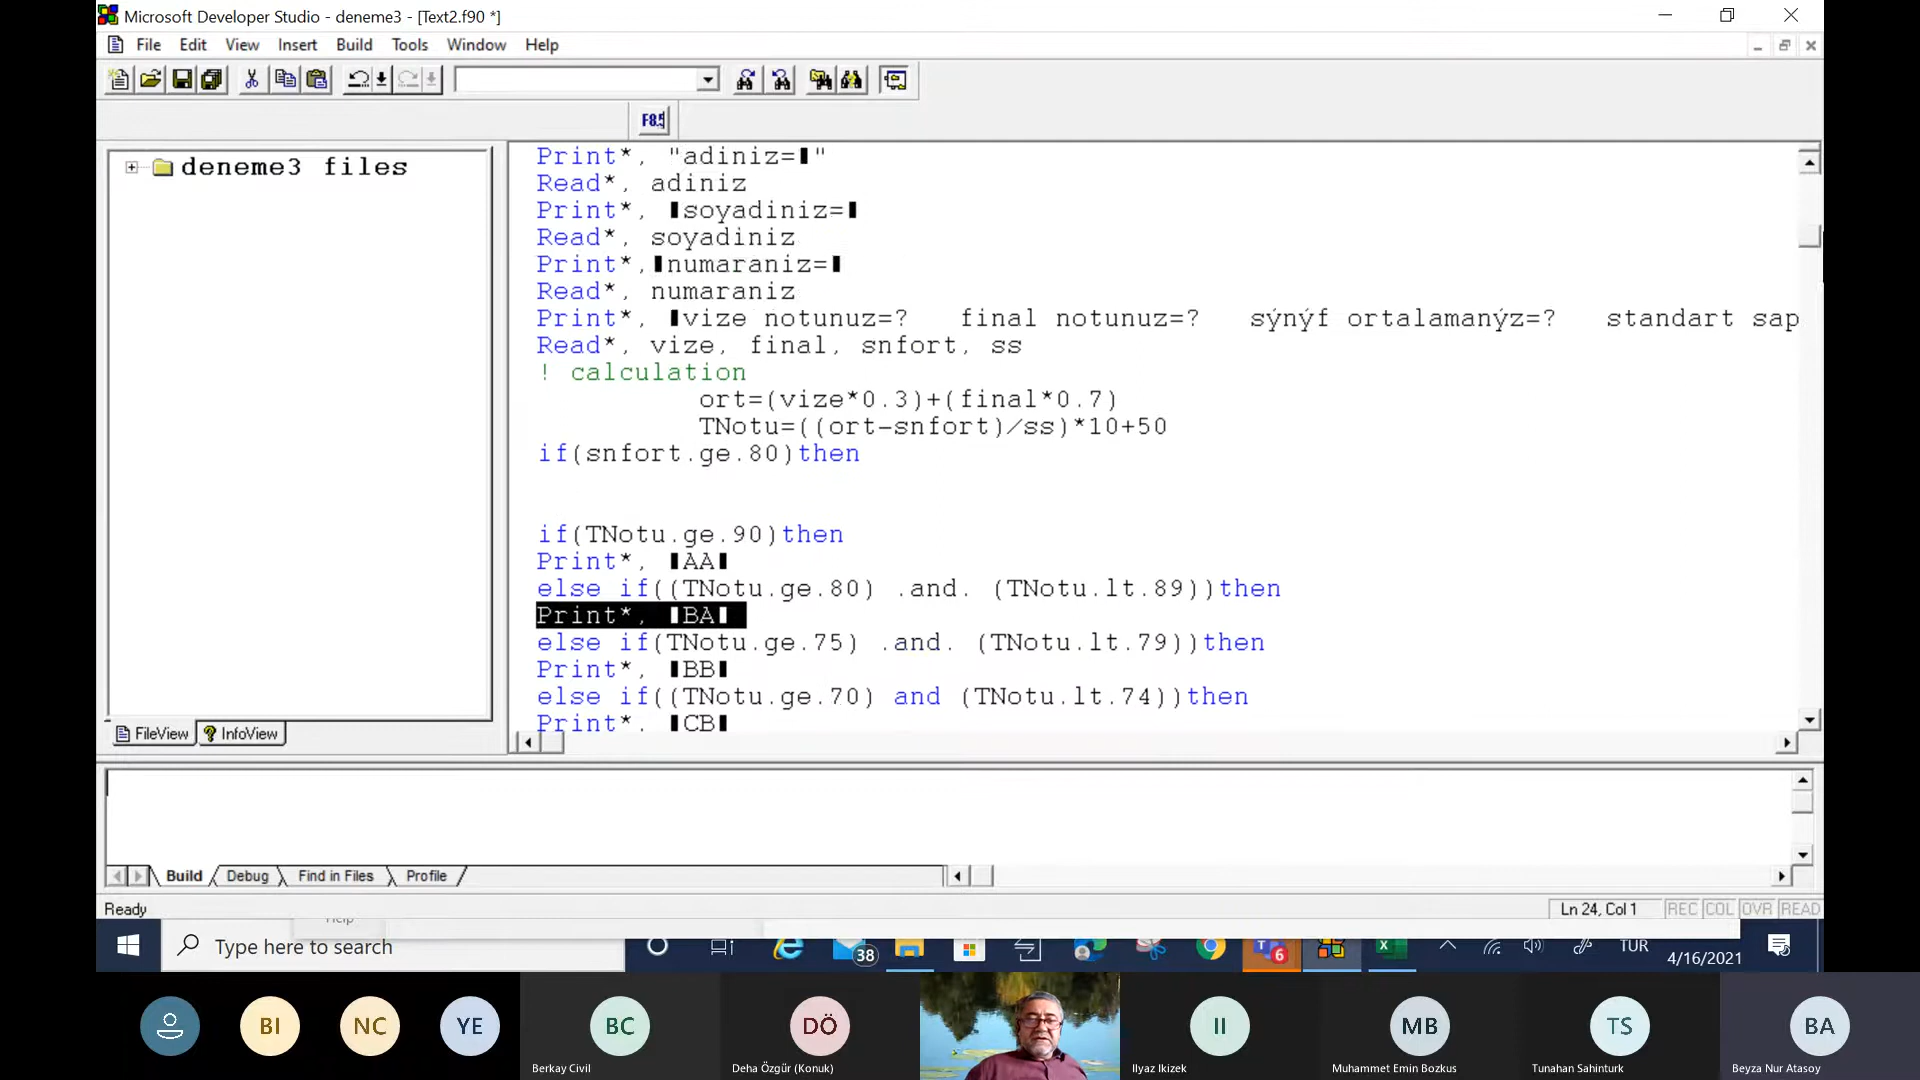 Microsoft Developer Studio - deneme3 - [Text2.f90 *]
File Edit View Insert Build Tools Window Help
F8.5
deneme3 files
Print*, "adiniz=▮"
Read*, adiniz
Print*, ▮soyadiniz=▮
Read*, soyadiniz
Print*,▮numaraniz=▮
Read*, numaraniz
Print*, ▮vize notunuz=? final notunuz=? sýnýf ortalamanýz=? standart sap
Read*, vize, final, snfort, ss
! calculation
ort=(vize*0.3)+(final*0.7)
TNotu=((ort-snfort)/ss)*10+50
if(snfort.ge.80)then
if(TNotu.ge.90)then
Print*, ▮AA▮
else if((TNotu.ge.80) .and. (TNotu.lt.89))then
Print*, ▮BA▮
else if(TNotu.ge.75) .and. (TNotu.lt.79))then
Print*, ▮BB▮
else if((TNotu.ge.70) and (TNotu.lt.74))then
Print*, ▮CB▮
FileView InfoView
Build Debug Find in Files Profile
Ready
Ln 24, Col 1 REC COL OVR READ
Help
Type here to search
38
6
TUR
4/16/2021
BI NC YE BC DÖ II MB TS BA
Berkay Civil
Deha Özgür (Konuk)
Ilyaz Ikizek
Muhammet Emin Bozkus
Tunahan Sahinturk
Beyza Nur Atasoy